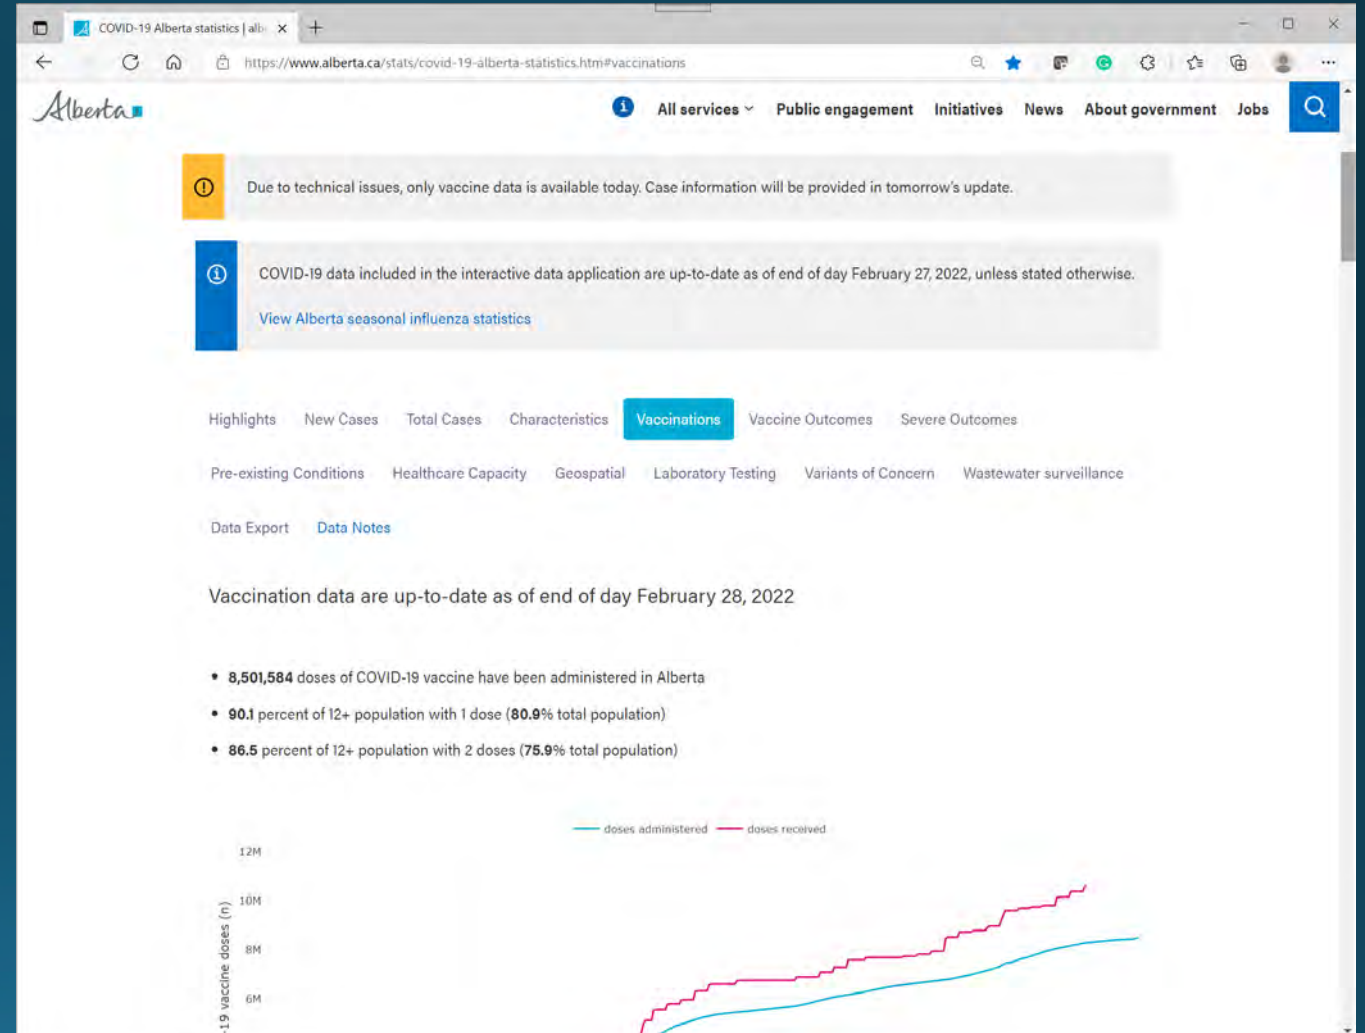 COVID-19 Alberta statistics | alb
https://www.alberta.ca/stats/covid-19-alberta-statistics.htm#vaccinations
Alberta
All services Public engagement Initiatives News About government Jobs
Due to technical issues, only vaccine data is available today. Case information will be provided in tomorrow's update.
COVID-19 data included in the interactive data application are up-to-date as of end of day February 27, 2022, unless stated otherwise.
View Alberta seasonal influenza statistics
Highlights New Cases Total Cases Characteristics Vaccinations Vaccine Outcomes Severe Outcomes
Pre-existing Conditions Healthcare Capacity Geospatial Laboratory Testing Variants of Concern Wastewater surveillance
Data Export Data Notes
Vaccination data are up-to-date as of end of day February 28, 2022
• 8,501,584 doses of COVID-19 vaccine have been administered in Alberta
• 90.1 percent of 12+ population with 1 dose (80.9% total population)
• 86.5 percent of 12+ population with 2 doses (75.9% total population)
doses administered doses received
12M
10M
8M
6M
-19 vaccine doses (n)